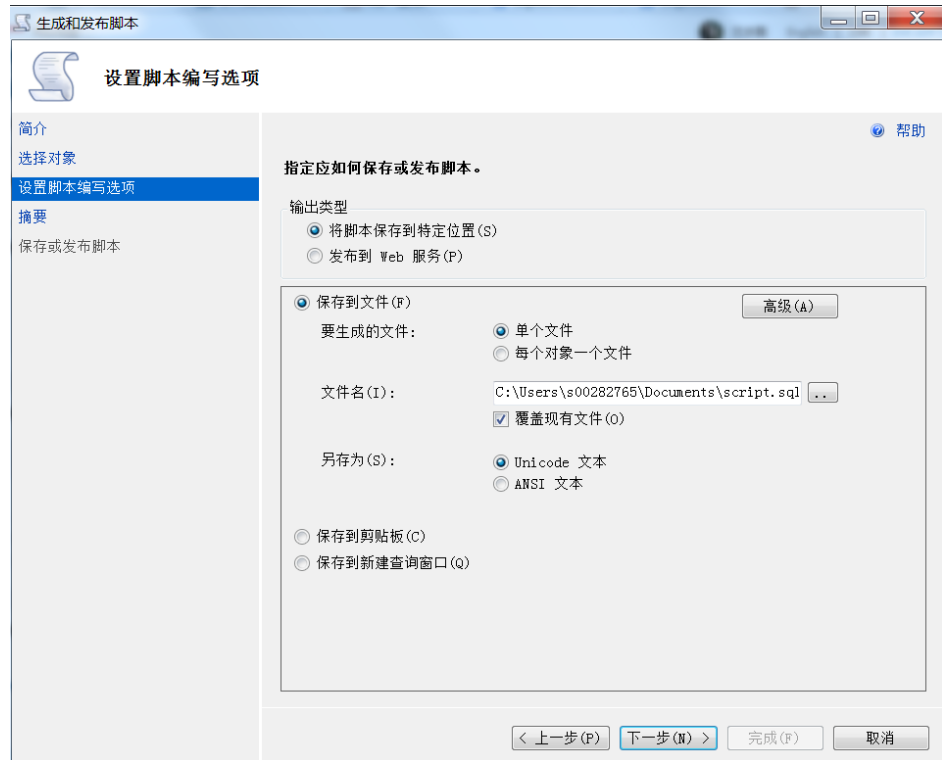 生成和发布脚本
设置脚本编写选项
简介
选择对象
设置脚本编写选项
摘要
保存或发布脚本
帮助
指定应如何保存或发布脚本。
输出类型
将脚本保存到特定位置(S)
发布到 Web 服务(P)
保存到文件(F)
高级(A)
要生成的文件:
单个文件
每个对象一个文件
文件名(I):
C:\Users\s00282765\Documents\script.sql
..
覆盖现有文件(O)
另存为(S):
Unicode 文本
ANSI 文本
保存到剪贴板(C)
保存到新建查询窗口(Q)
< 上一步(P)
下一步(N) >
完成(F)
取消